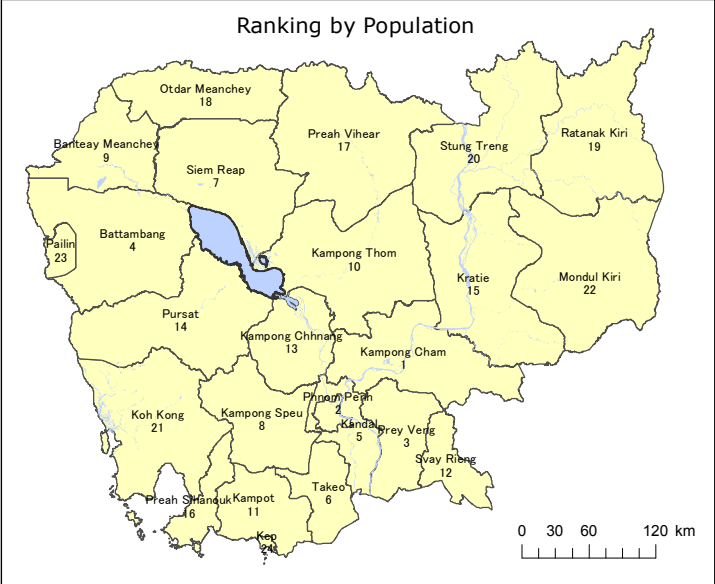 Ranking by Population
Otdar Meanchey
18
Banteay Meanchey
9
Siem Reap
7
Preah Vihear
17
Stung Treng
20
Ratanak Kiri
19
Pailin
23
Battambang
4
Kampong Thom
10
Kratie
15
Mondul Kiri
22
Pursat
14
Kampong Chhnang
13
Kampong Cham
1
Koh Kong
21
Kampong Speu
8
Phnom Penh
2
Kandal
5
Prey Veng
3
Svay Rieng
12
Preah Sihanouk
16
Kampot
11
Takeo
6
Kep
24
0 30 60 120 km